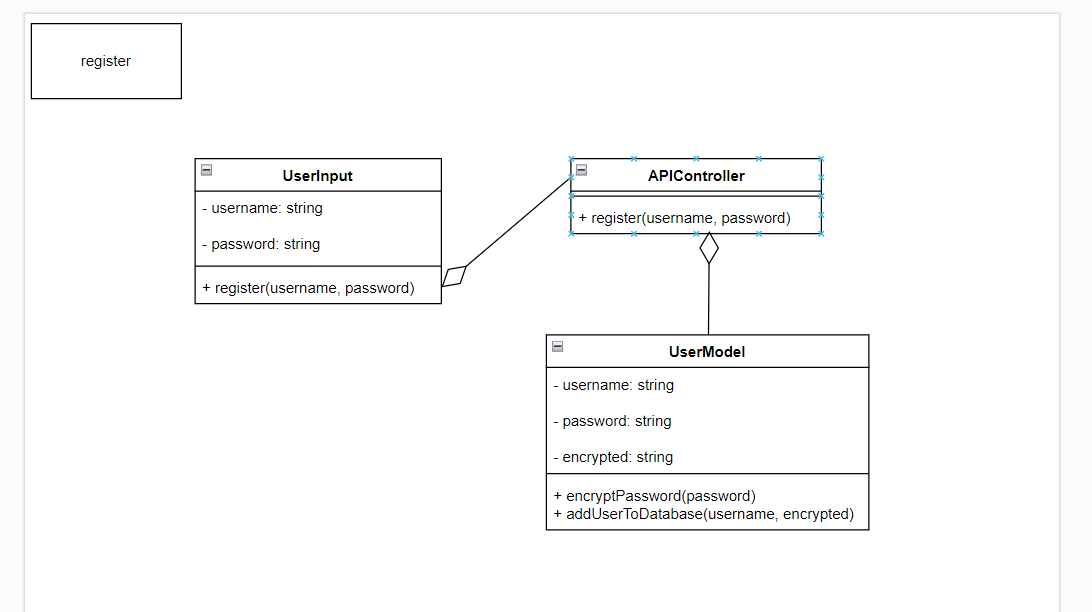 register
UserInput
- username: string
- password: string
+ register(username, password)
APIController
+ register(username, password)
UserModel
- username: string
- password: string
- encrypted: string
+ encryptPassword(password)
+ addUserToDatabase(username, encrypted)